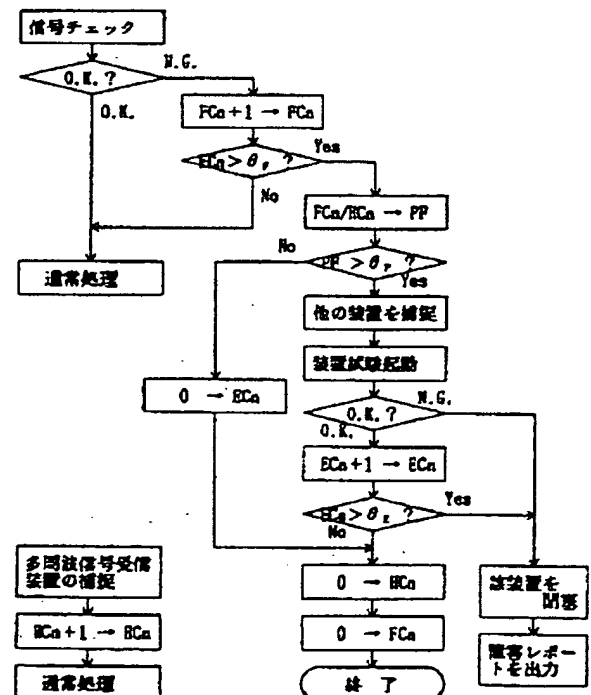 信号チェック
N.G.
O.K.?
O.K.
FCn+1 → FCn
Yes
FCn>θF ?
No
FCn/HCn → PF
No
PF > θP ?
Yes
通常処理
他の装置を捕捉
装置試験起動
N.G.
0 → ECn
O.K.?
O.K.
ECn+1 → ECn
Yes
ECn>θE ?
No
多周波信号受信
装置の捕捉
0 → HCn
該装置を
閉塞
HCn+1 → HCn
0 → FCn
障害レポー
トを出力
通常処理
終 了